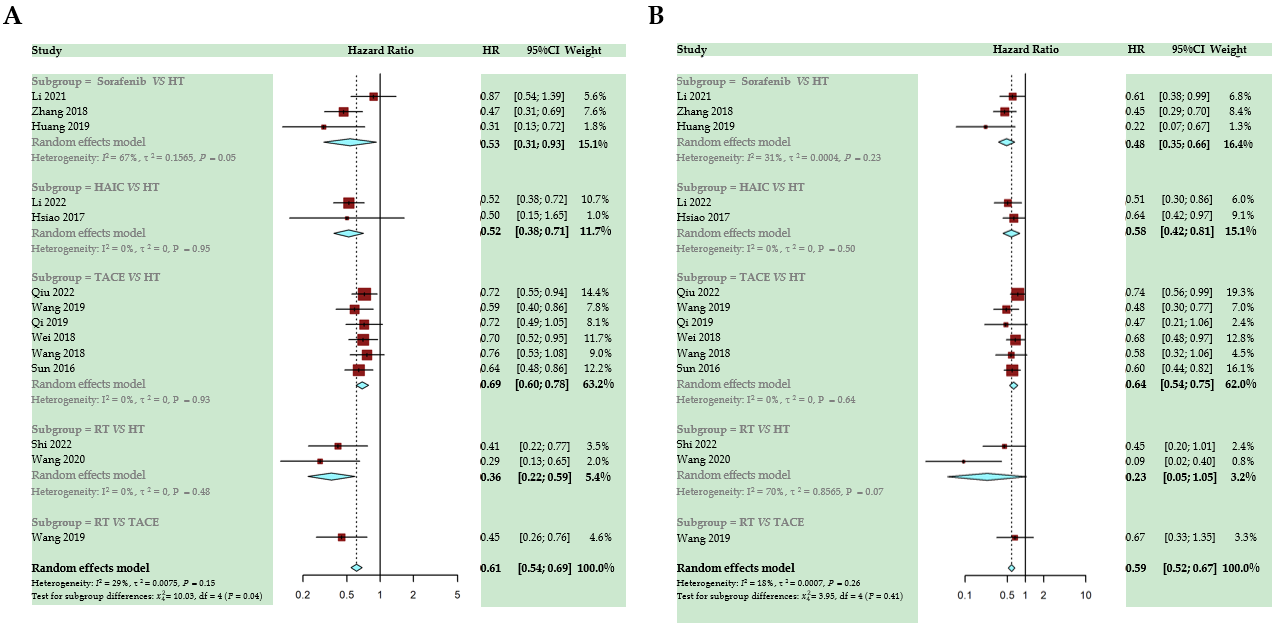 A
Study Hazard Ratio HR 95%CI Weight
Subgroup = Sorafenib VS HT
Li 2021 0.87 [0.54; 1.39] 5.6%
Zhang 2018 0.47 [0.31; 0.69] 7.6%
Huang 2019 0.31 [0.13; 0.72] 1.8%
Random effects model 0.53 [0.31; 0.93] 15.1%
Heterogeneity: I² = 67%, τ² = 0.1565, P = 0.05
Subgroup = HAIC VS HT
Li 2022 0.52 [0.38; 0.72] 10.7%
Hsiao 2017 0.50 [0.15; 1.65] 1.0%
Random effects model 0.52 [0.38; 0.71] 11.7%
Heterogeneity: I² = 0%, τ² = 0, P = 0.95
Subgroup = TACE VS HT
Qiu 2022 0.72 [0.55; 0.94] 14.4%
Wang 2019 0.59 [0.40; 0.86] 7.8%
Qi 2019 0.72 [0.49; 1.05] 8.1%
Wei 2018 0.70 [0.52; 0.95] 11.7%
Wang 2018 0.76 [0.53; 1.08] 9.0%
Sun 2016 0.64 [0.48; 0.86] 12.2%
Random effects model 0.69 [0.60; 0.78] 63.2%
Heterogeneity: I² = 0%, τ² = 0, P = 0.93
Subgroup = RT VS HT
Shi 2022 0.41 [0.22; 0.77] 3.5%
Wang 2020 0.29 [0.13; 0.65] 2.0%
Random effects model 0.36 [0.22; 0.59] 5.4%
Heterogeneity: I² = 0%, τ² = 0, P = 0.48
Subgroup = RT VS TACE
Wang 2019 0.45 [0.26; 0.76] 4.6%
Random effects model 0.61 [0.54; 0.69] 100.0%
Heterogeneity: I² = 29%, τ² = 0.0075, P = 0.15
Test for subgroup differences: x²₄ = 10.03, df = 4 (P = 0.04)
0.2 0.5 1 2 5
B
Study Hazard Ratio HR 95%CI Weight
Subgroup = Sorafenib VS HT
Li 2021 0.61 [0.38; 0.99] 6.8%
Zhang 2018 0.45 [0.29; 0.70] 8.4%
Huang 2019 0.22 [0.07; 0.67] 1.3%
Random effects model 0.48 [0.35; 0.66] 16.4%
Heterogeneity: I² = 31%, τ² = 0.0004, P = 0.23
Subgroup = HAIC VS HT
Li 2022 0.51 [0.30; 0.86] 6.0%
Hsiao 2017 0.64 [0.42; 0.97] 9.1%
Random effects model 0.58 [0.42; 0.81] 15.1%
Heterogeneity: I² = 0%, τ² = 0, P = 0.50
Subgroup = TACE VS HT
Qiu 2022 0.74 [0.56; 0.99] 19.3%
Wang 2019 0.48 [0.30; 0.77] 7.0%
Qi 2019 0.47 [0.21; 1.06] 2.4%
Wei 2018 0.68 [0.48; 0.97] 12.8%
Wang 2018 0.58 [0.32; 1.06] 4.5%
Sun 2016 0.60 [0.44; 0.82] 16.1%
Random effects model 0.64 [0.54; 0.75] 62.0%
Heterogeneity: I² = 0%, τ² = 0, P = 0.64
Subgroup = RT VS HT
Shi 2022 0.45 [0.20; 1.01] 2.4%
Wang 2020 0.09 [0.02; 0.40] 0.8%
Random effects model 0.23 [0.05; 1.05] 3.2%
Heterogeneity: I² = 70%, τ² = 0.8565, P = 0.07
Subgroup = RT VS TACE
Wang 2019 0.67 [0.33; 1.35] 3.3%
Random effects model 0.59 [0.52; 0.67] 100.0%
Heterogeneity: I² = 18%, τ² = 0.0007, P = 0.26
Test for subgroup differences: x²₄ = 3.95, df = 4 (P = 0.41)
0.1 0.5 1 2 10